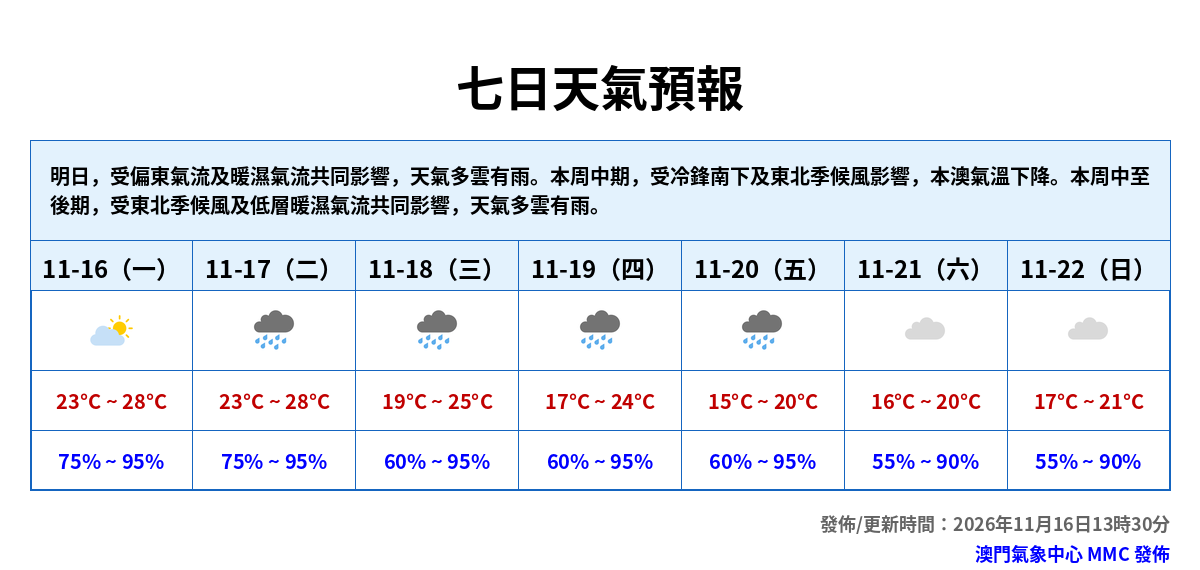 七日天氣預報
明日，受偏東氣流及暖濕氣流共同影響，天氣多雲有雨。本周中期，受冷鋒南下及東北季候風影響，本澳氣溫下降。本周中至
後期，受東北季候風及低層暖濕氣流共同影響，天氣多雲有雨。
11-16（一） 11-17（二） 11-18（三） 11-19（四） 11-20（五） 11-21（六） 11-22（日）
23°C ~ 28°C 23°C ~ 28°C 19°C ~ 25°C 17°C ~ 24°C 15°C ~ 20°C 16°C ~ 20°C 17°C ~ 21°C
75% ~ 95% 75% ~ 95% 60% ~ 95% 60% ~ 95% 60% ~ 95% 55% ~ 90% 55% ~ 90%
發佈/更新時間：2026年11月16日13時30分
澳門氣象中心 MMC 發佈